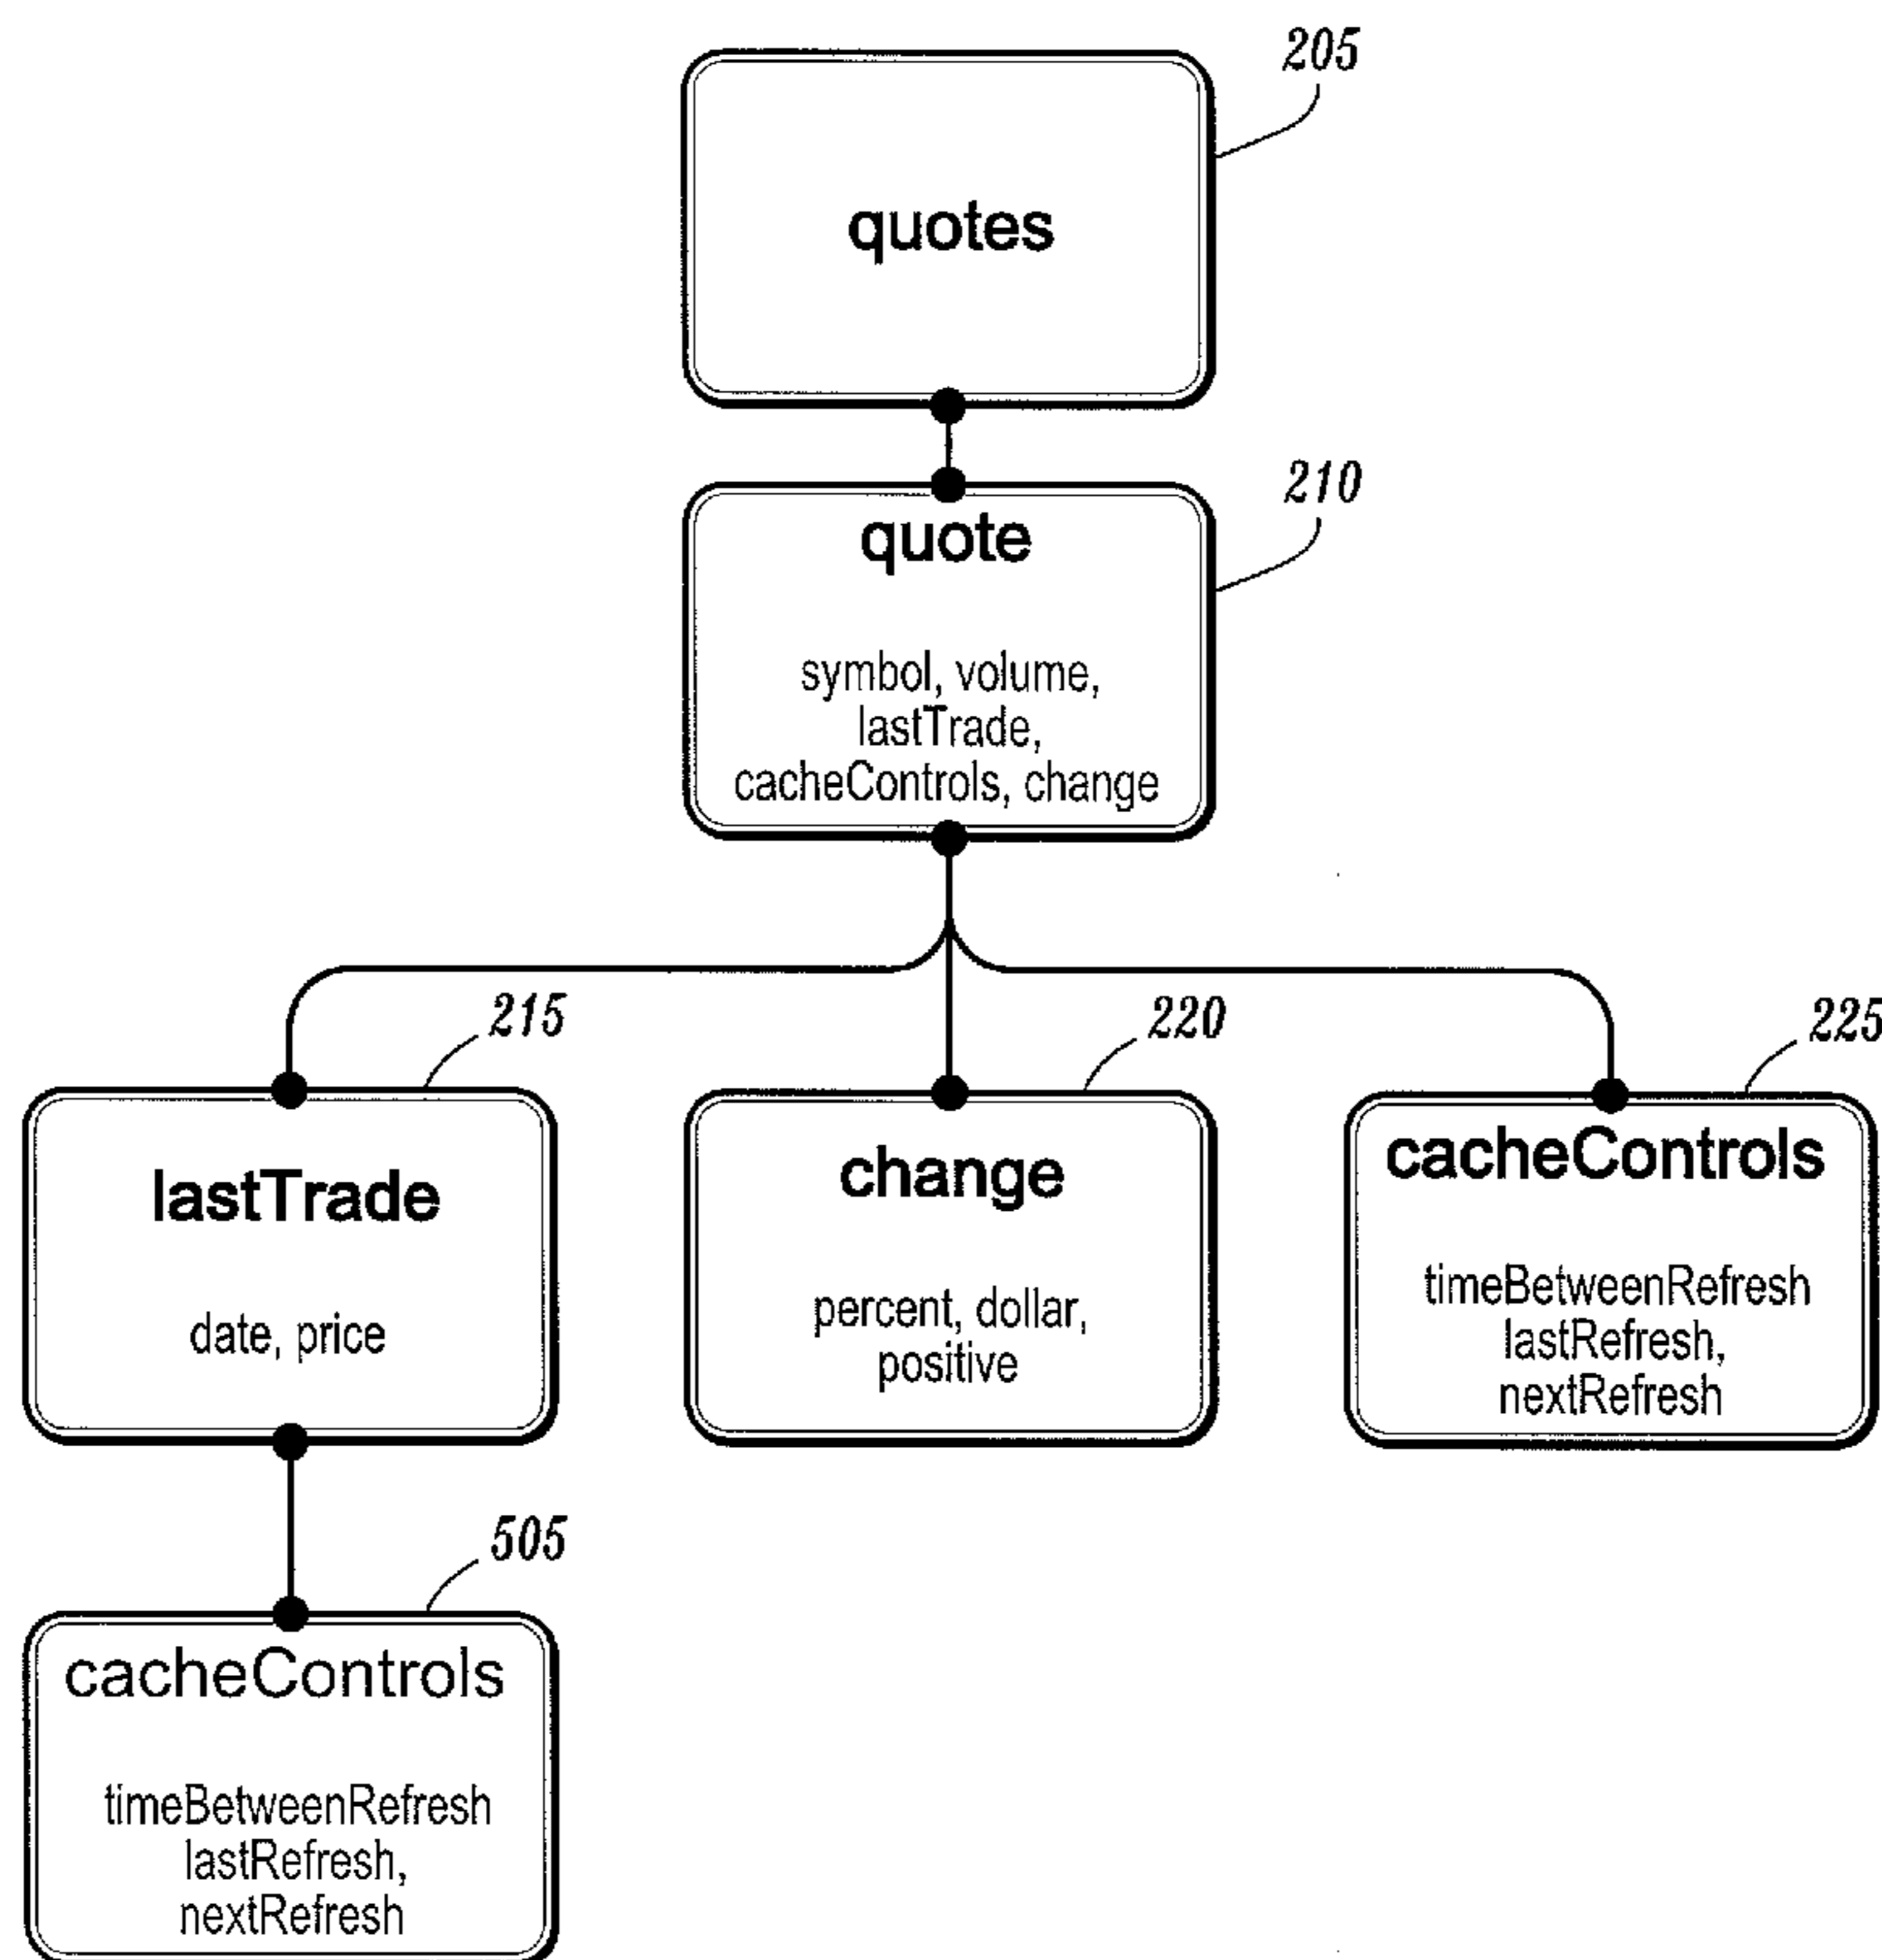 205
quotes
210
quote
symbol, volume,
lastTrade,
cacheControls, change
215
220
225
lastTrade
date, price
change
percent, dollar,
positive
cacheControls
timeBetweenRefresh
lastRefresh,
nextRefresh
505
cacheControls
timeBetweenRefresh
lastRefresh,
nextRefresh